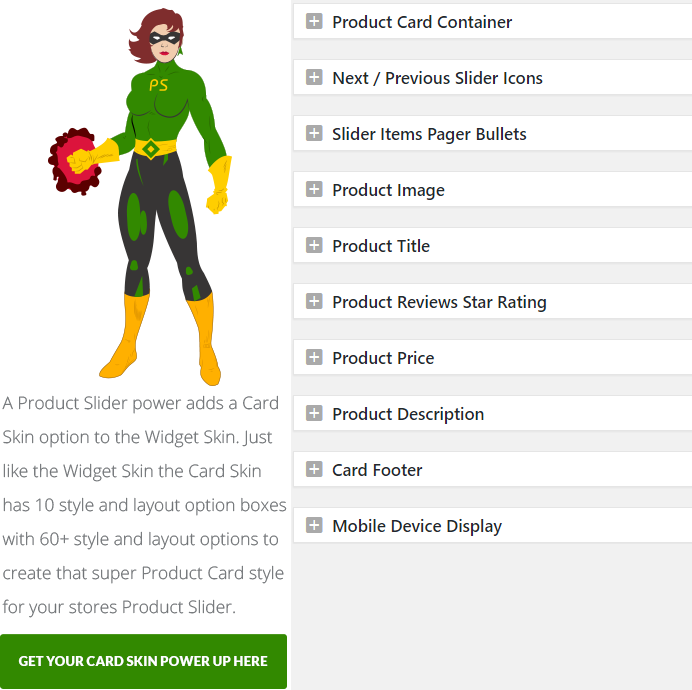 PS
A Product Slider power adds a Card
Skin option to the Widget Skin. Just
like the Widget Skin the Card Skin
has 10 style and layout option boxes
with 60+ style and layout options to
create that super Product Card style
for your stores Product Slider.
GET YOUR CARD SKIN POWER UP HERE
Product Card Container
Next / Previous Slider Icons
Slider Items Pager Bullets
Product Image
Product Title
Product Reviews Star Rating
Product Price
Product Description
Card Footer
Mobile Device Display